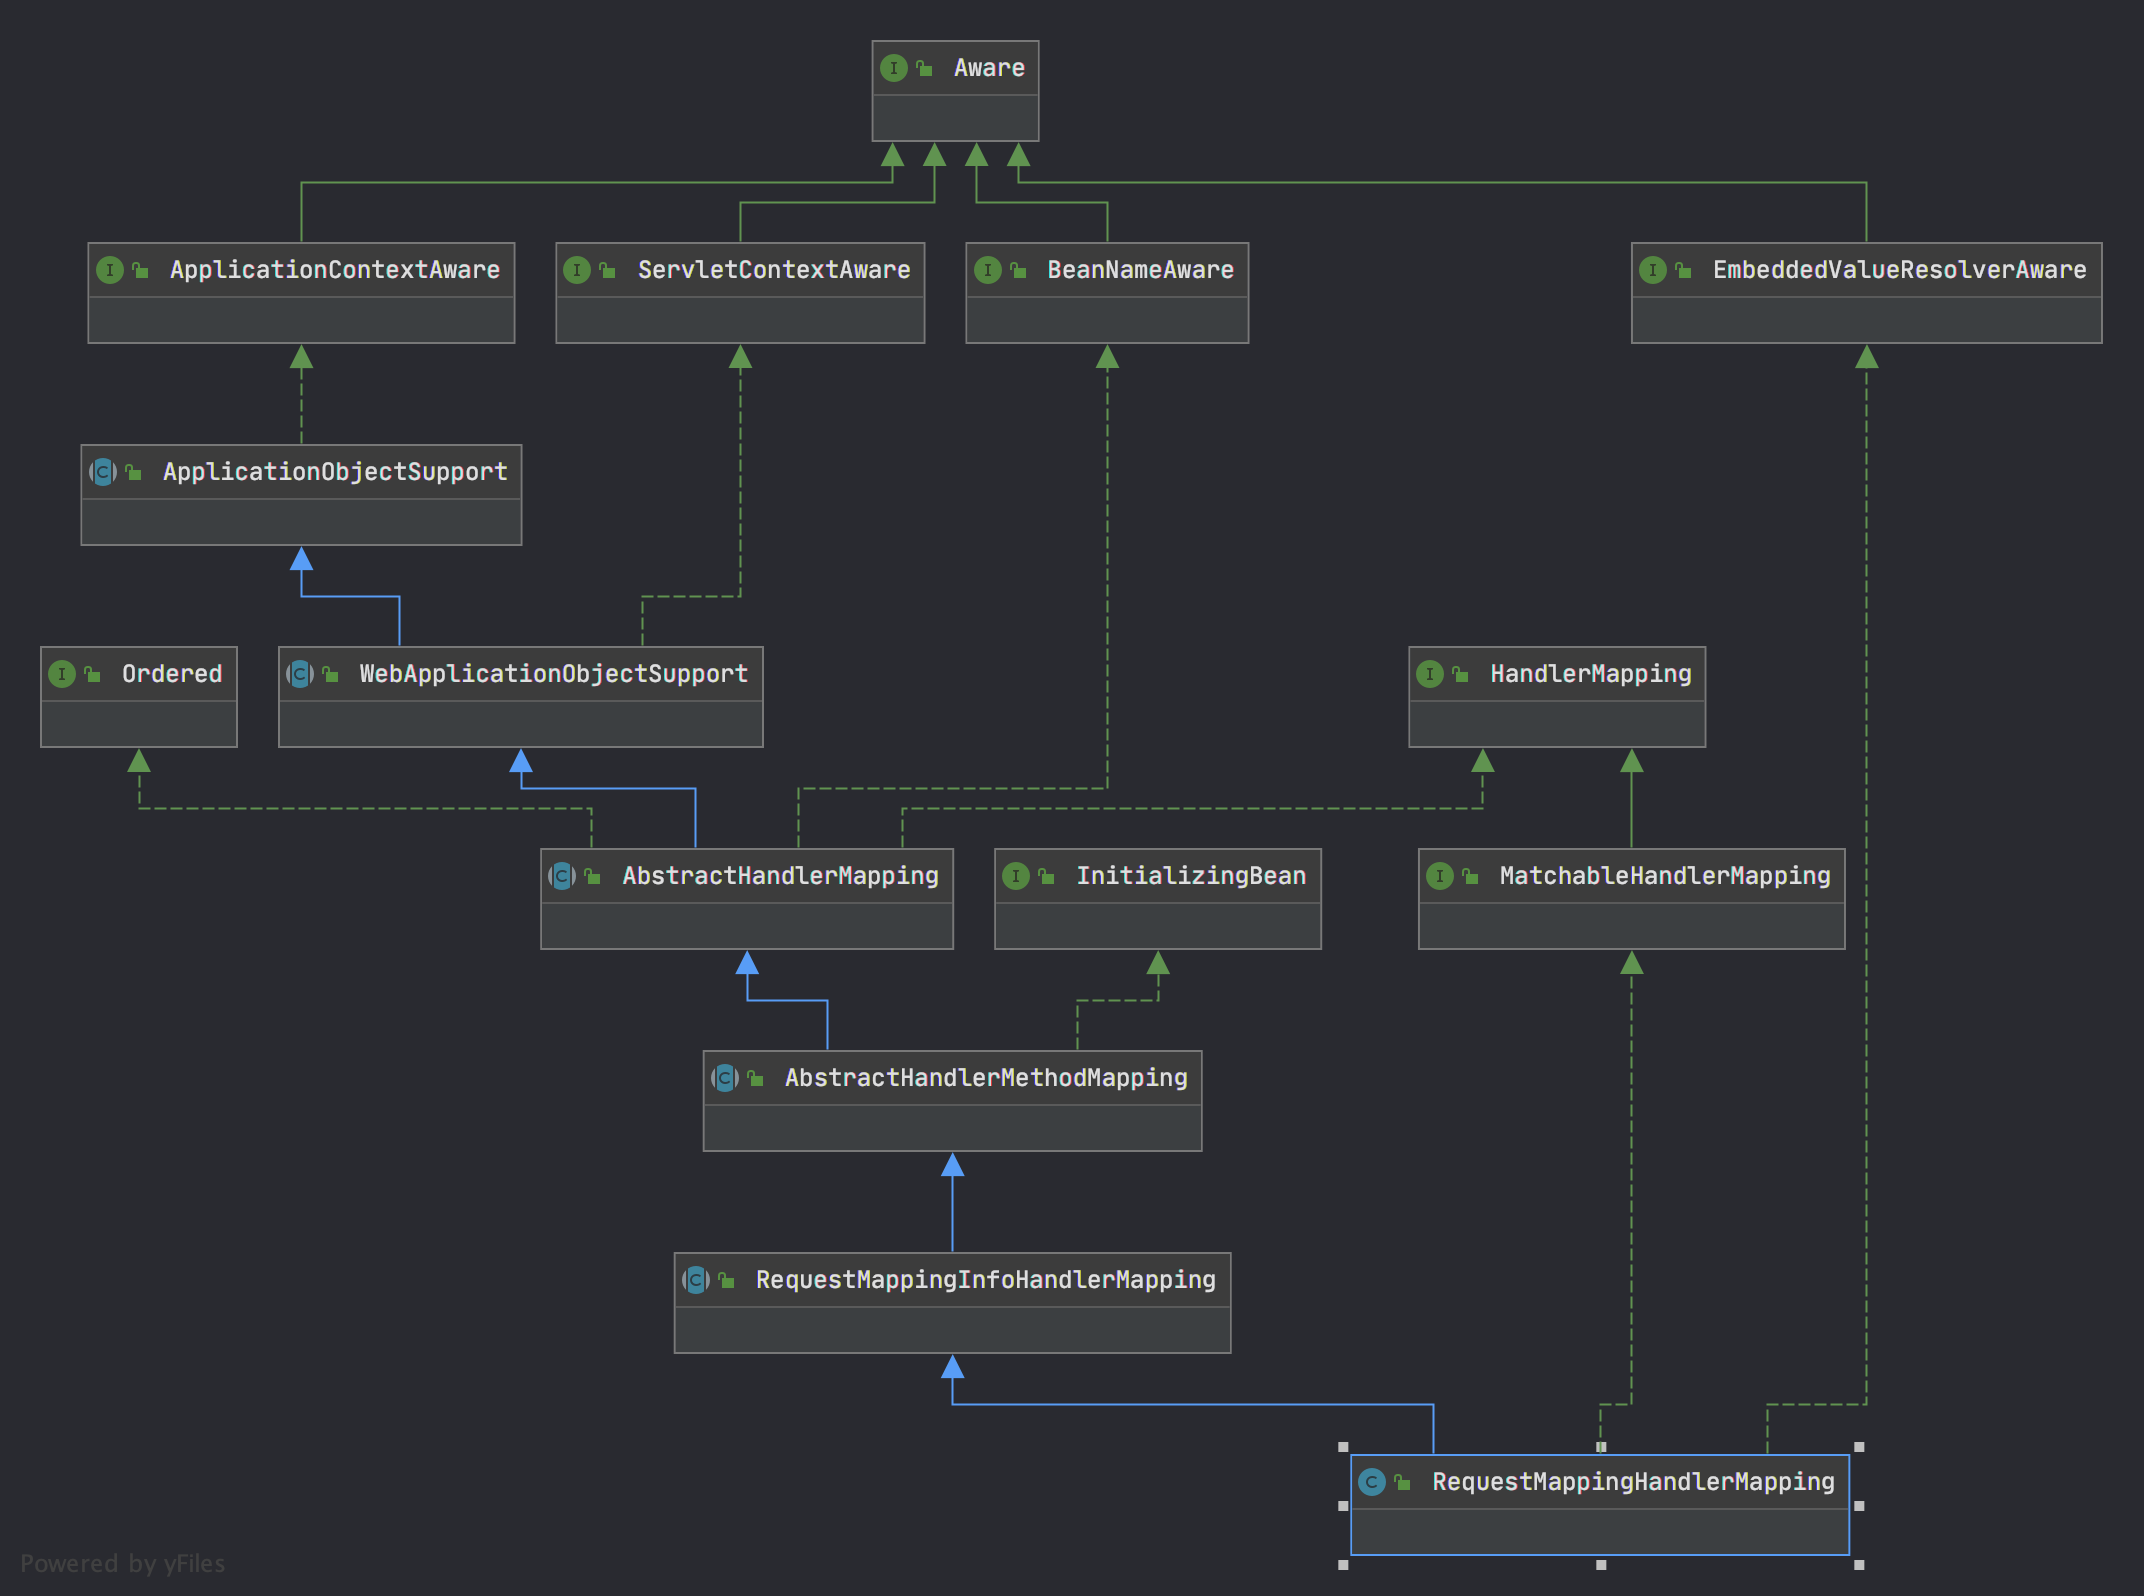 Aware
ApplicationContextAware
ServletContextAware
BeanNameAware
EmbeddedValueResolverAware
ApplicationObjectSupport
Ordered
WebApplicationObjectSupport
HandlerMapping
AbstractHandlerMapping
InitializingBean
MatchableHandlerMapping
AbstractHandlerMethodMapping
RequestMappingInfoHandlerMapping
RequestMappingHandlerMapping
Powered by yFiles